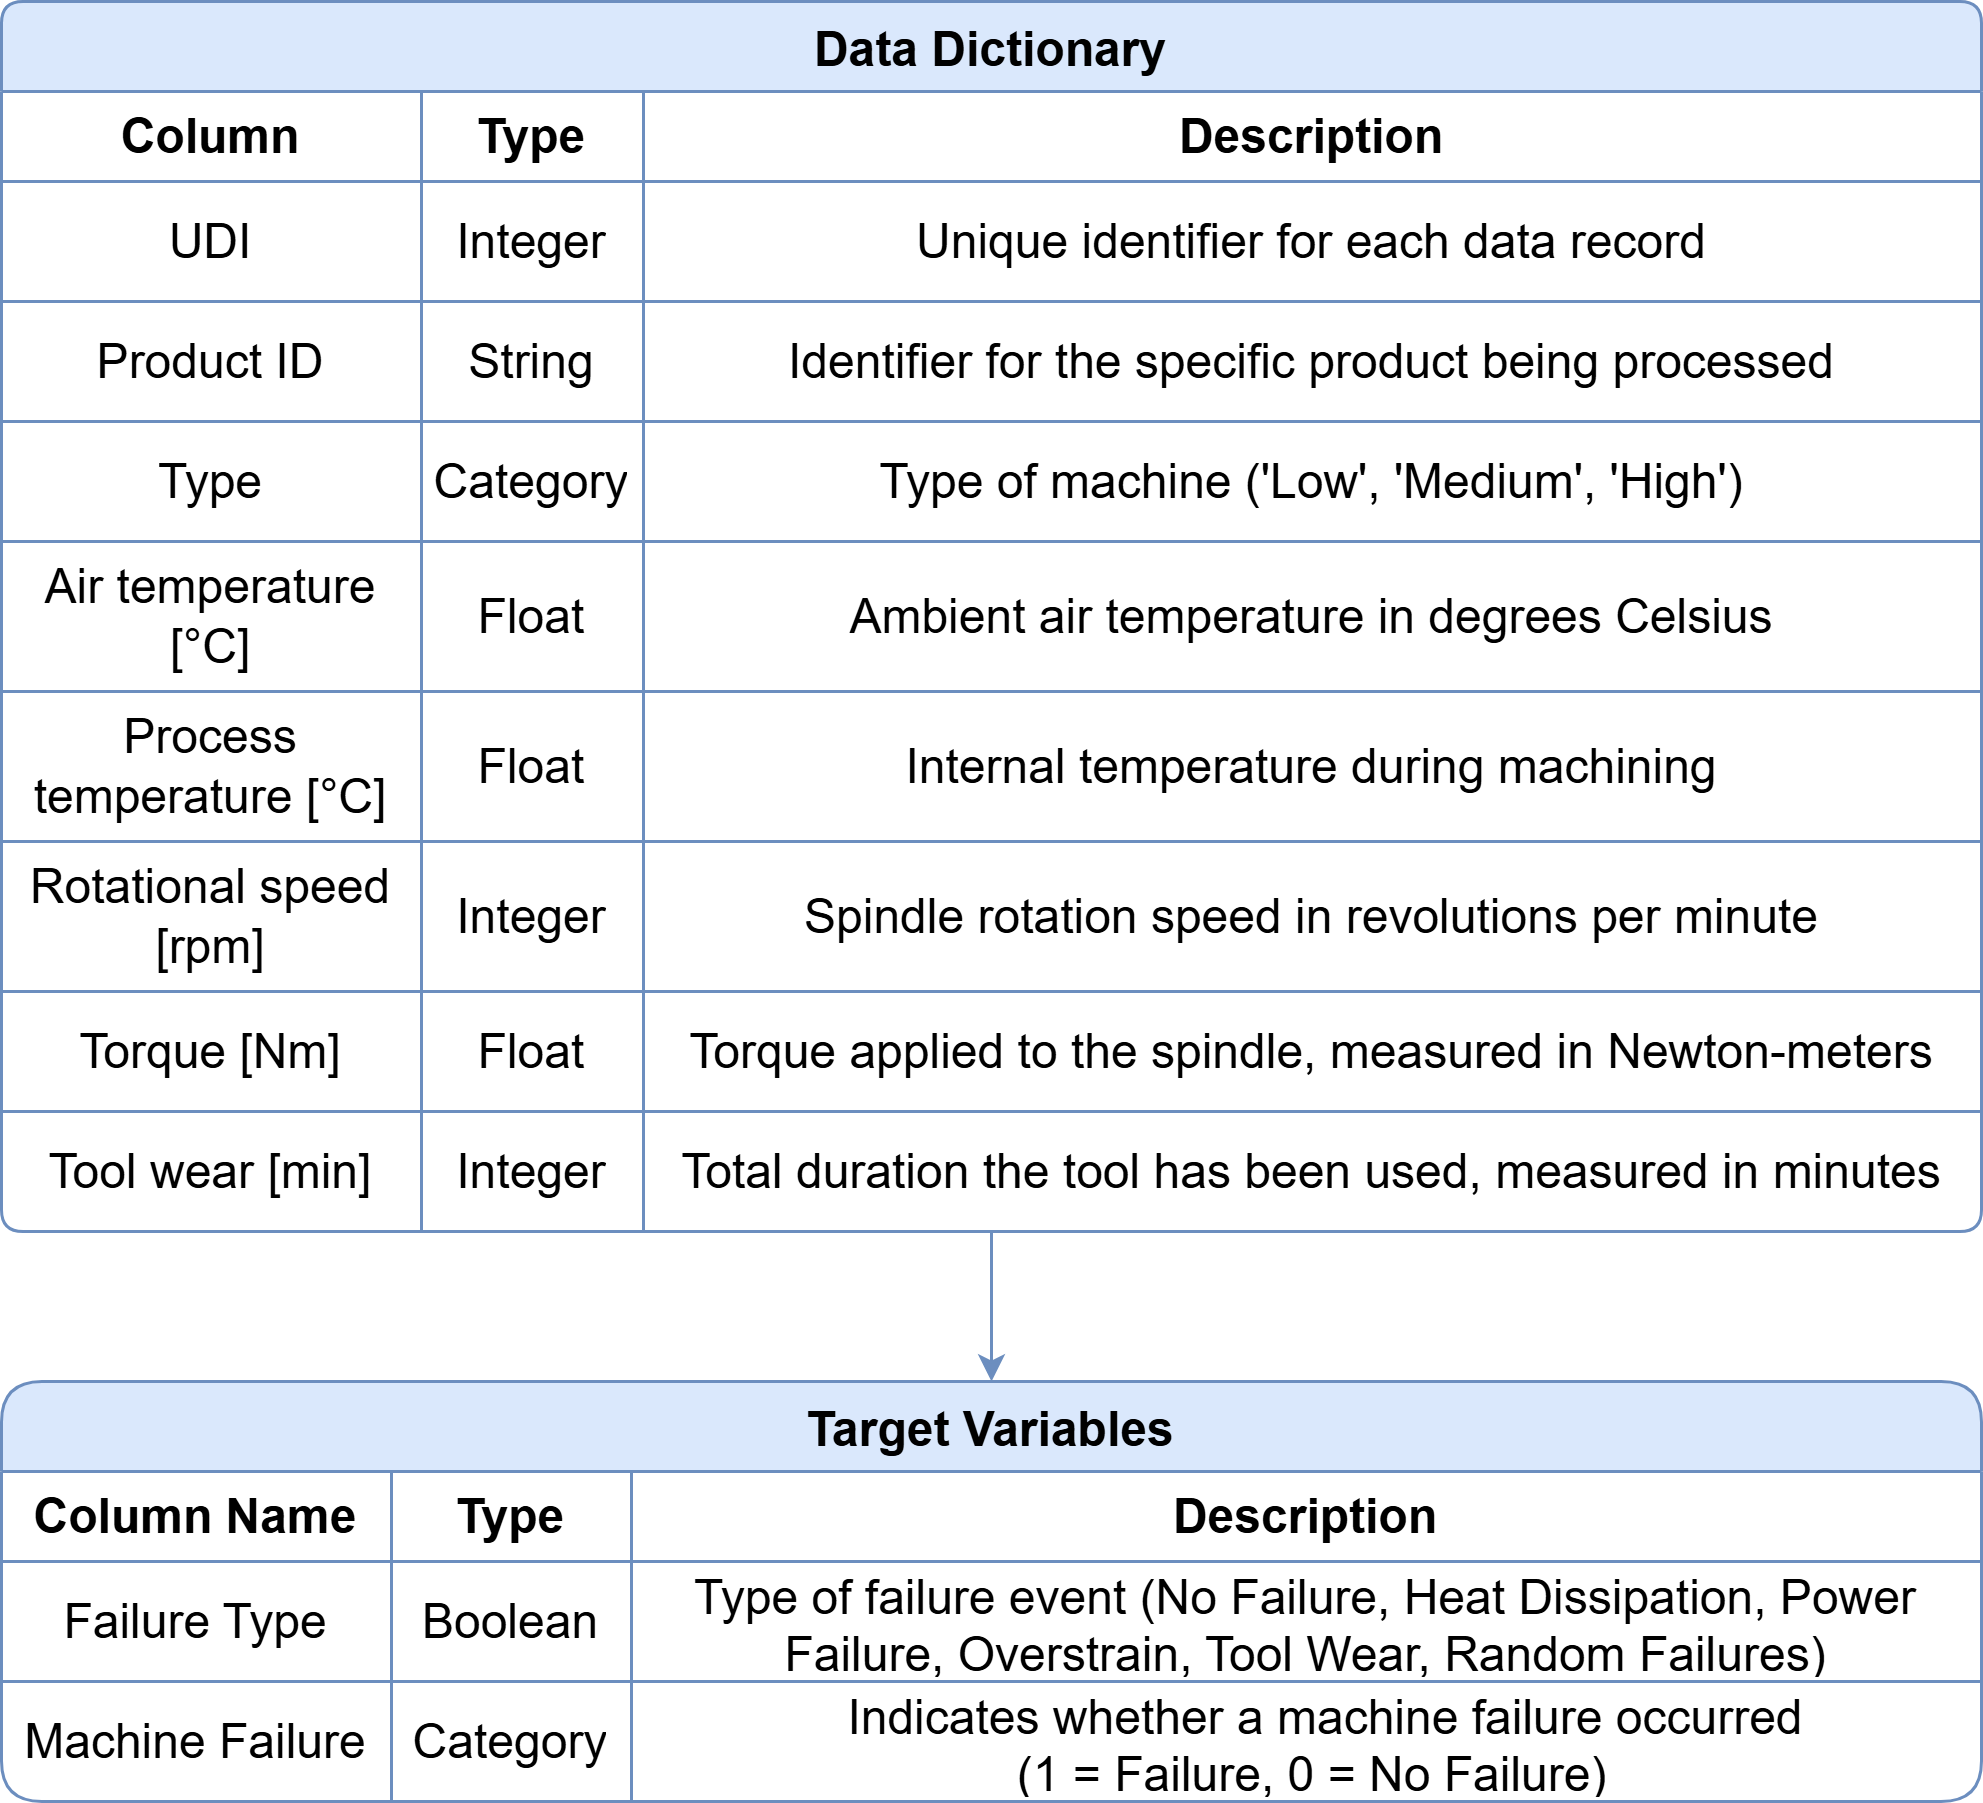 Data Dictionary
Column Type Description
UDI Integer Unique identifier for each data record
Product ID String Identifier for the specific product being processed
Type Category Type of machine ('Low', 'Medium', 'High')
Air temperature
[°C] Float Ambient air temperature in degrees Celsius
Process
temperature [°C] Float Internal temperature during machining
Rotational speed
[rpm] Integer Spindle rotation speed in revolutions per minute
Torque [Nm] Float Torque applied to the spindle, measured in Newton-meters
Tool wear [min] Integer Total duration the tool has been used, measured in minutes
Target Variables
Column Name Type Description
Failure Type Boolean Type of failure event (No Failure, Heat Dissipation, Power
Failure, Overstrain, Tool Wear, Random Failures)
Machine Failure Category Indicates whether a machine failure occurred
(1 = Failure, 0 = No Failure)